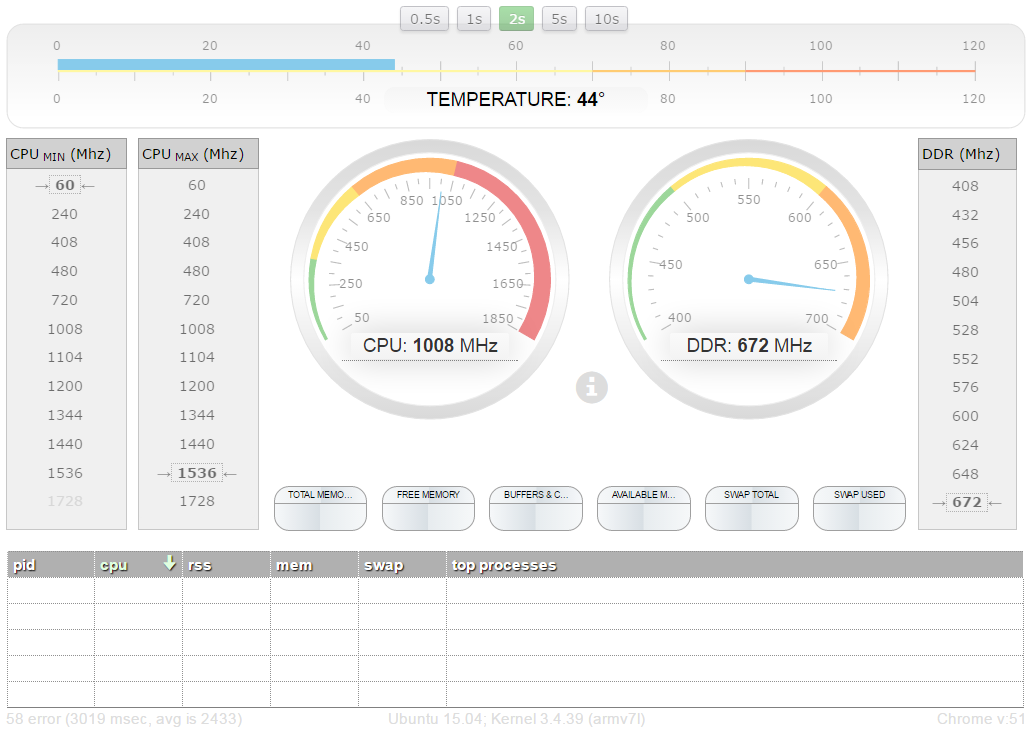 0.5s 1s 2s 5s 10s
0 20 40 60 80 100 120
0 20 40 80 100 120
TEMPERATURE: 44°
CPU MIN (Mhz)
→60←
240
408
480
720
1008
1104
1200
1344
1440
1536
1728
CPU MAX (Mhz)
60
240
408
480
720
1008
1104
1200
1344
1440
→1536←
1728
50 250 450 650 850 1050 1250 1450 1650 1850
CPU: 1008 MHz
400 450 500 550 600 650 700
DDR: 672 MHz
i
DDR (Mhz)
408
432
456
480
504
528
552
576
600
624
648
→672←
TOTAL MEMO... FREE MEMORY BUFFERS & C... AVAILABLE M... SWAP TOTAL SWAP USED
pid cpu rss mem swap top processes
58 error (3019 msec, avg is 2433) Ubuntu 15.04; Kernel 3.4.39 (armv7l) Chrome v:51